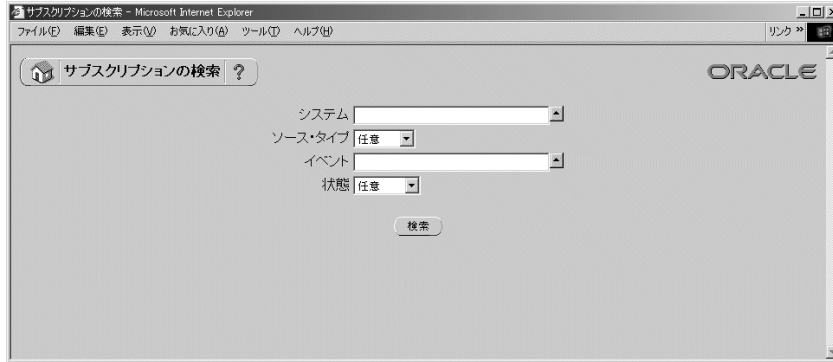 サブスクリプションの検索 - Microsoft Internet Explorer
ファイル(F) 編集(E) 表示(V) お気に入り(A) ツール(T) ヘルプ(H) リンク »
サブスクリプションの検索 ?
ORACLE
システム
ソース・タイプ 任意
イベント
状態 任意
検索